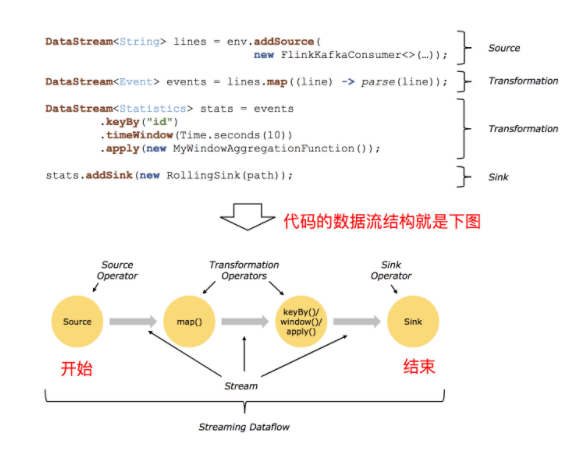 DataStream<String> lines = env.addSource(
new FlinkKafkaConsumer<>(…));
Source
DataStream<Event> events = lines.map((line) -> parse(line));
Transformation
DataStream<Statistics> stats = events
.keyBy("id")
.timeWindow(Time.seconds(10))
.apply(new MyWindowAggregationFunction());
Transformation
stats.addSink(new RollingSink(path));
Sink
代码的数据流结构就是下图
Source
Operator
Transformation
Operators
Sink
Operator
Source
map()
keyBy()/
window()/
apply()
Sink
开始
结束
Stream
Streaming Dataflow